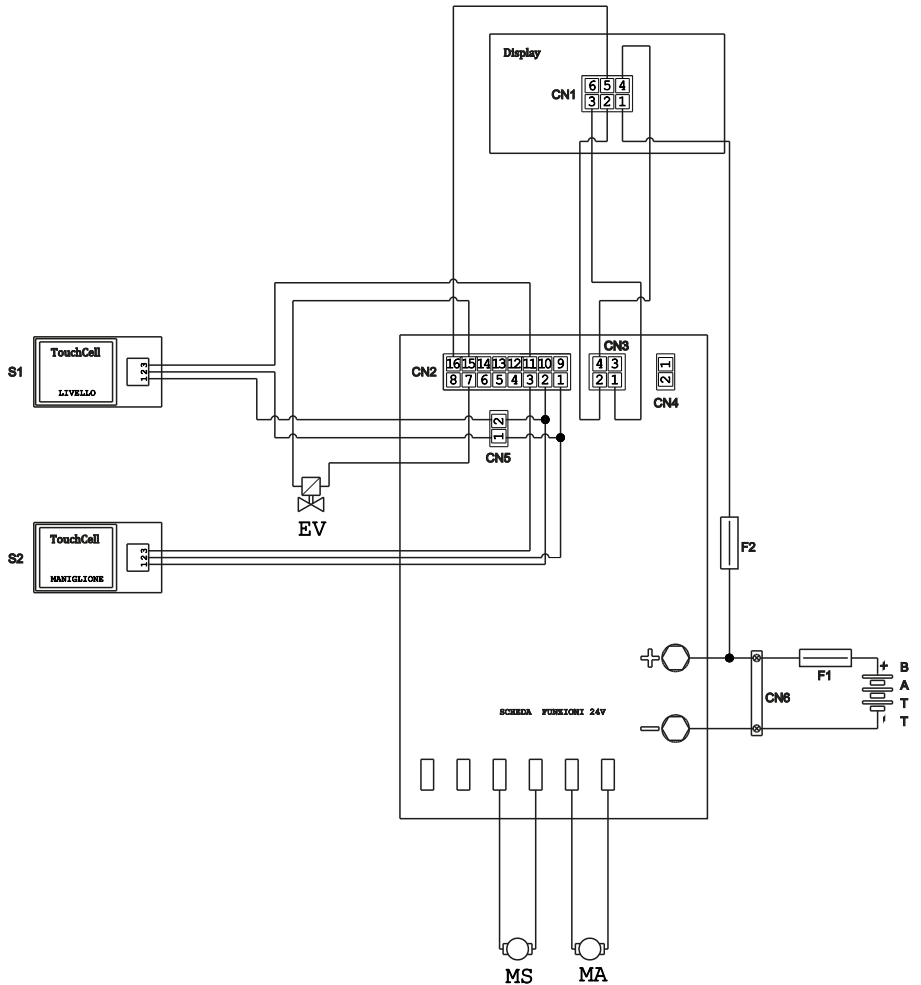 Display
CN1
6 5 4
3 2 1
TouchCell
S1
1 2 3
LIVELLO
CN2
16 15 14 13 12 11 10 9
8 7 6 5 4 3 2 1
CN3
4 3
2 1
2 1
CN4
1 2
CN5
EV
TouchCell
S2
1 2 3
MANIGLIONE
F2
+
F1
+
B
A
T
T
CN6
SCHEDA FUNZIONI 24V
-
MS
MA